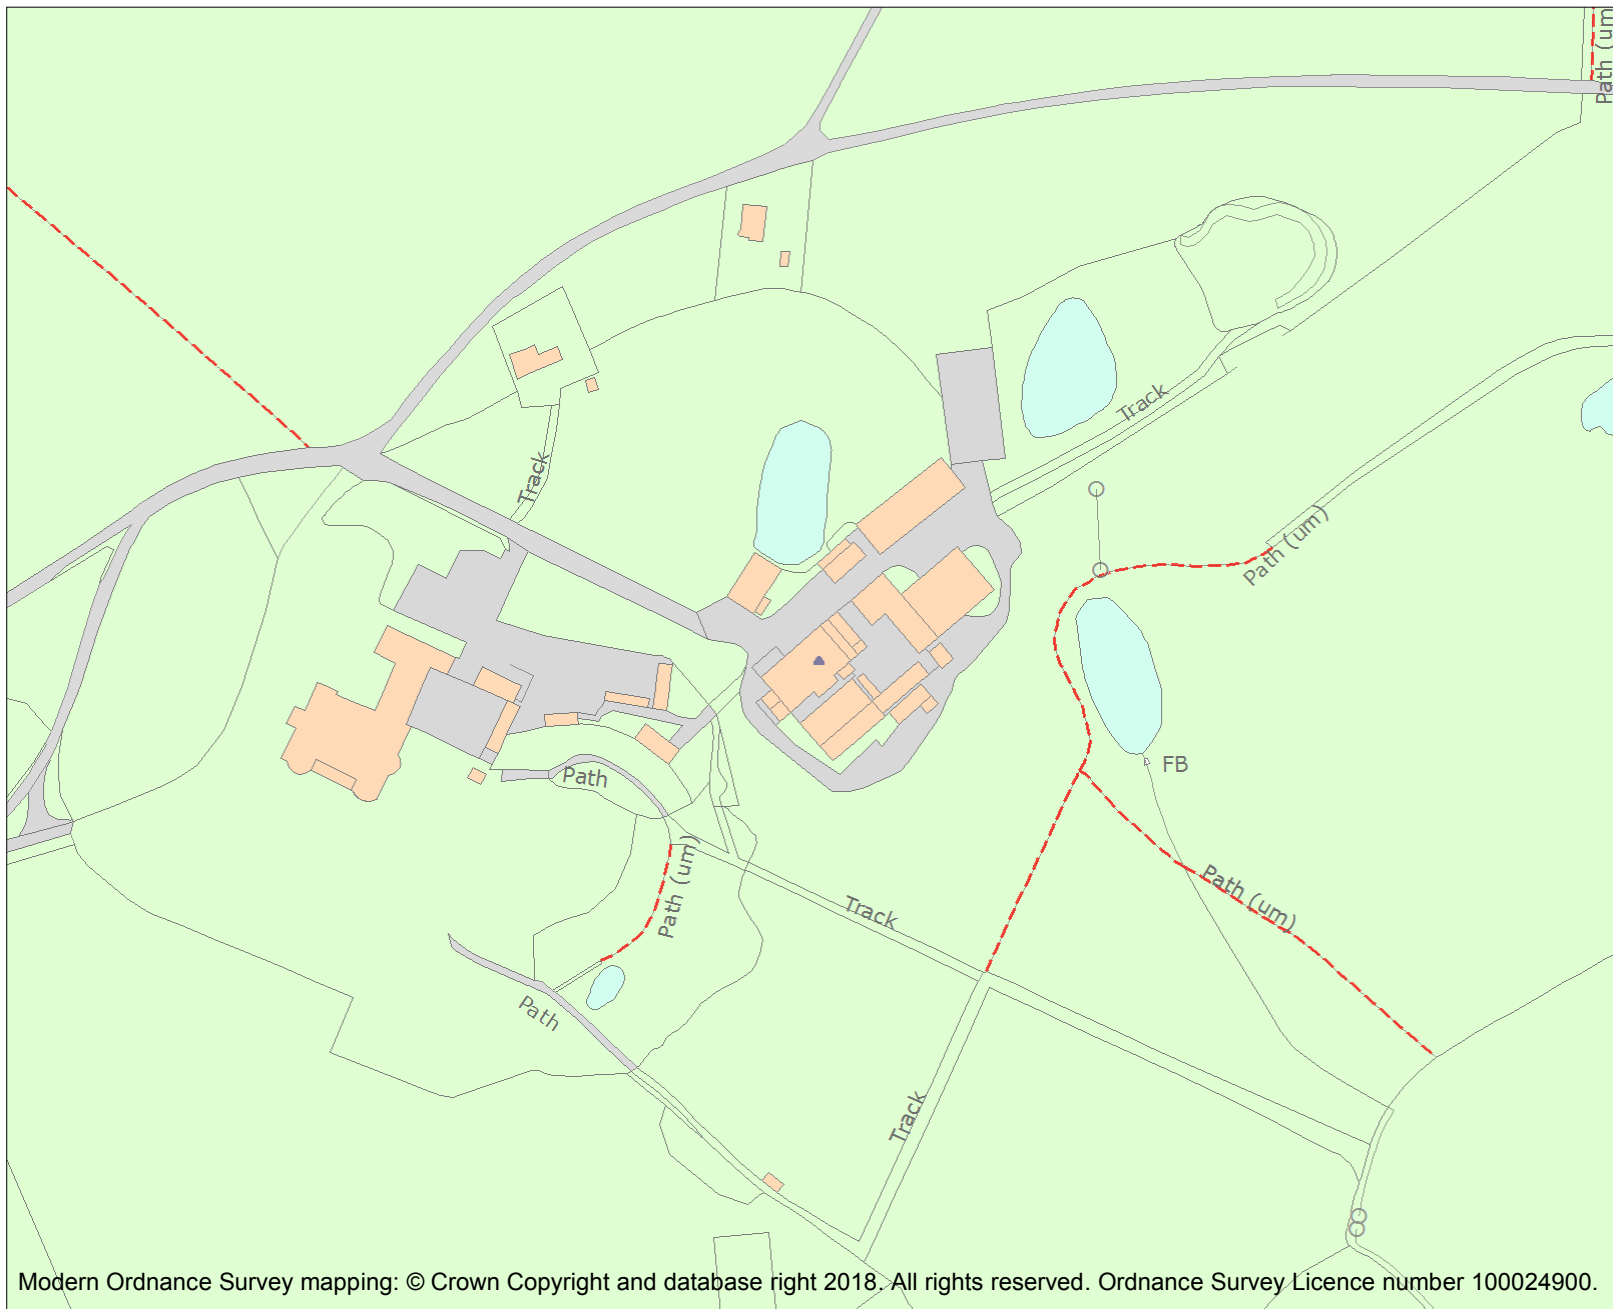 Path (um)
Track
Track
Path (um)
Path
FB
Path (um)
Path (um)
Track
Path
Track
Modern Ordnance Survey mapping: © Crown Copyright and database right 2018. All rights reserved. Ordnance Survey Licence number 100024900.